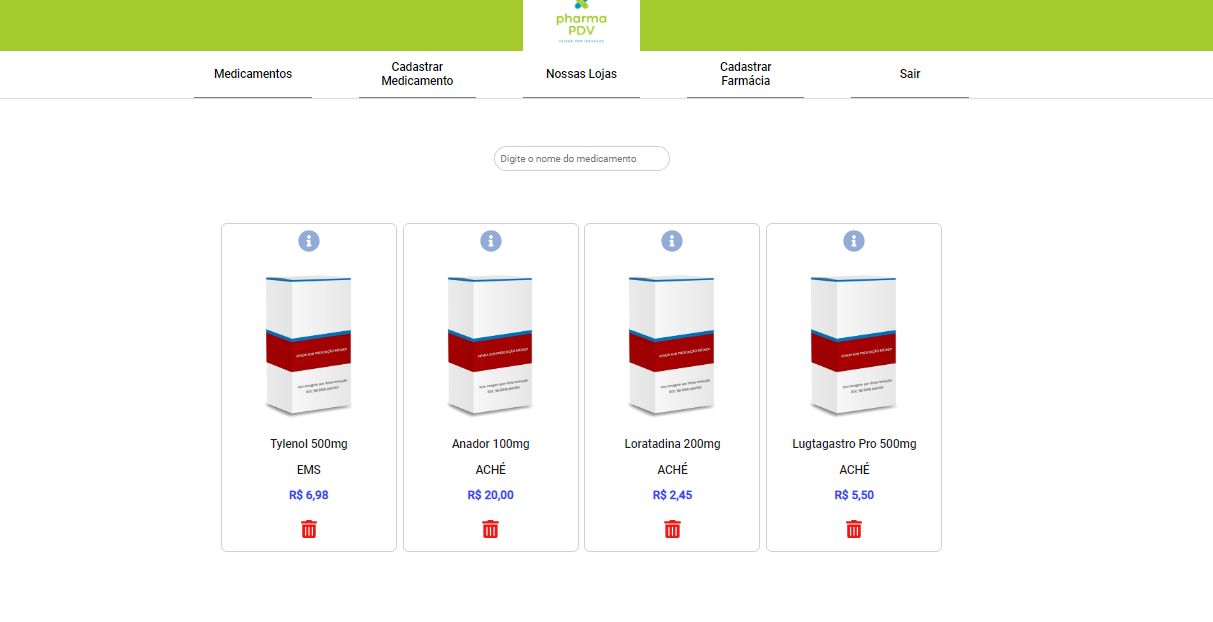 pharma
PDV
Medicamentos
Cadastrar
Medicamento
Nossas Lojas
Cadastrar
Farmácia
Sair
Digite o nome do medicamento
Tylenol 500mg
EMS
R$ 6,98
Anador 100mg
ACHÉ
R$ 20,00
Loratadina 200mg
ACHÉ
R$ 2,45
Lugtagastro Pro 500mg
ACHÉ
R$ 5,50